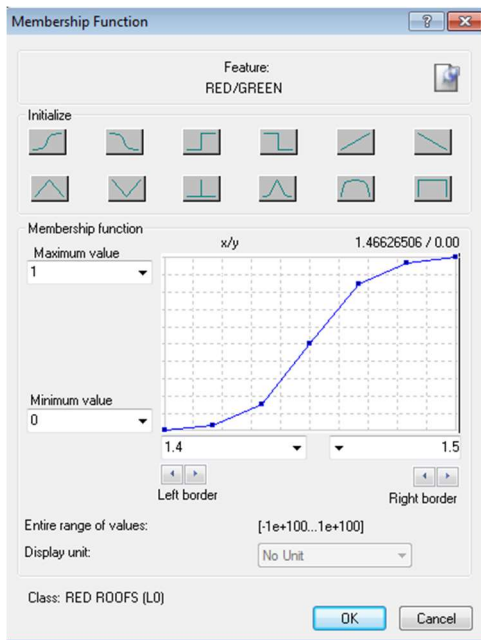 Membership Function
?
Feature:
RED/GREEN
Initialize
Membership function
Maximum value
x/y
1.46626506 / 0.00
1
Minimum value
0
1.4
1.5
Left border
Right border
Entire range of values:
[-1e+100...1e+100]
Display unit:
No Unit
Class: RED ROOFS (L0)
OK
Cancel